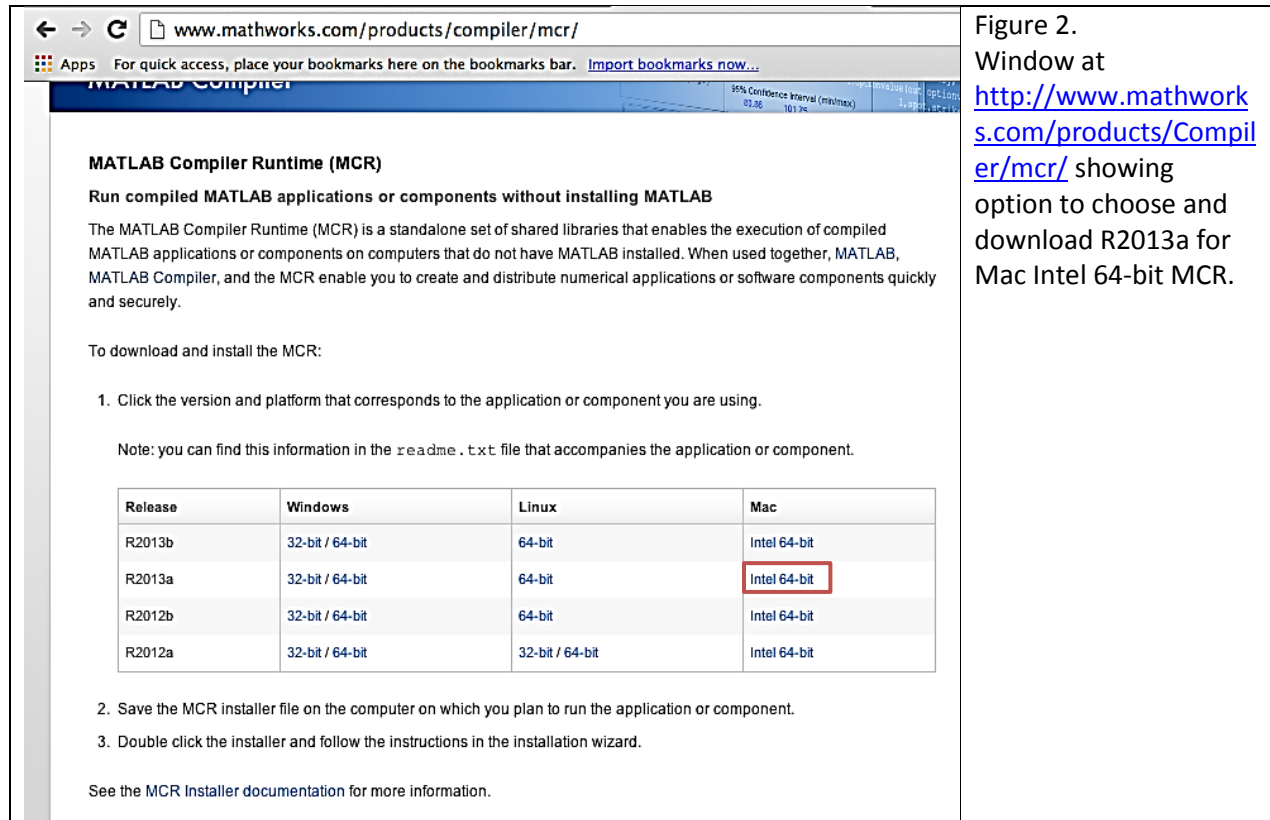 www.mathworks.com/products/compiler/mcr/
Apps For quick access, place your bookmarks here on the bookmarks bar. Import bookmarks now...
MATLAB Compiler
95% Confidence Interval (min/max)
MATLAB Compiler Runtime (MCR)
Run compiled MATLAB applications or components without installing MATLAB
The MATLAB Compiler Runtime (MCR) is a standalone set of shared libraries that enables the execution of compiled
MATLAB applications or components on computers that do not have MATLAB installed. When used together, MATLAB,
MATLAB Compiler, and the MCR enable you to create and distribute numerical applications or software components quickly
and securely.
To download and install the MCR:
1. Click the version and platform that corresponds to the application or component you are using.
Note: you can find this information in the readme.txt file that accompanies the application or component.
Release Windows Linux Mac
R2013b 32-bit / 64-bit 64-bit Intel 64-bit
R2013a 32-bit / 64-bit 64-bit Intel 64-bit
R2012b 32-bit / 64-bit 64-bit Intel 64-bit
R2012a 32-bit / 64-bit 32-bit / 64-bit Intel 64-bit
2. Save the MCR installer file on the computer on which you plan to run the application or component.
3. Double click the installer and follow the instructions in the installation wizard.
See the MCR Installer documentation for more information.
Figure 2.
Window at
http://www.mathwork
s.com/products/Compil
er/mcr/ showing
option to choose and
download R2013a for
Mac Intel 64-bit MCR.